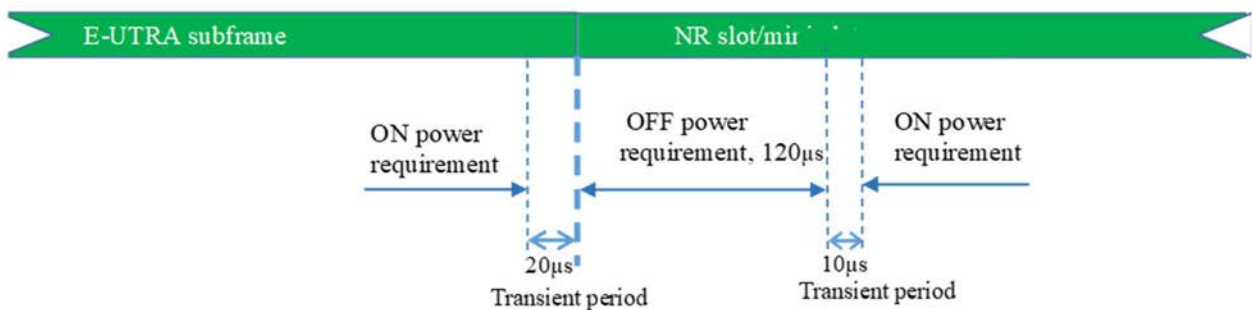 E-UTRA subframe
NR slot/
ON power
requirement
OFF power
requirement, 120μs
ON power
requirement
20μs
Transient period
10μs
Transient period